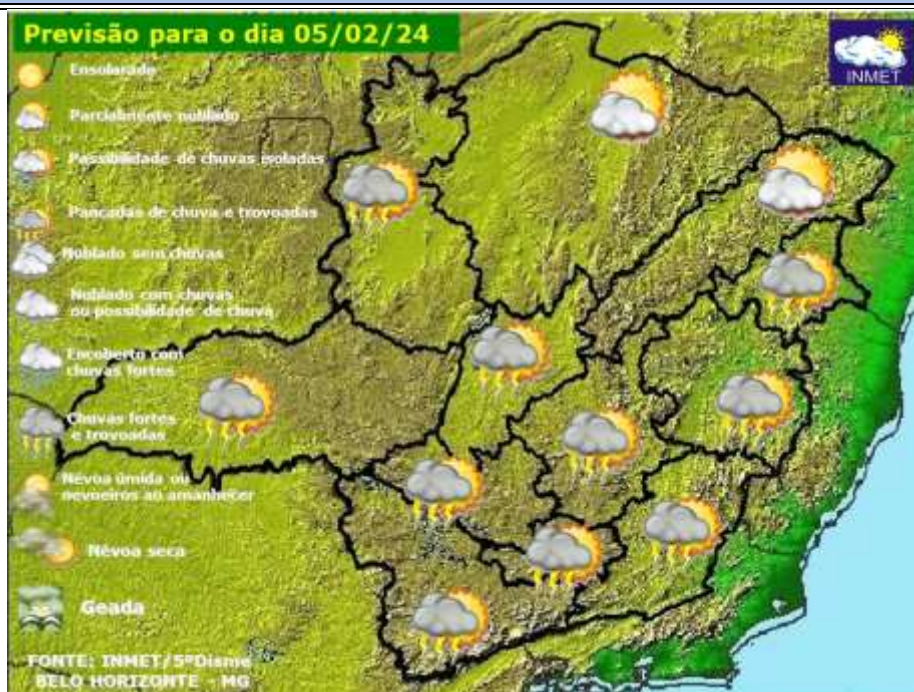 Previsão para o dia 05/02/24
INMET
Ensolarado
Parcialmente nublado
Possibilidade de chuvas isoladas
Pancadas de chuva e trovoadas
Nublado sem chuvas
Nublado com chuvas
ou possibilidade de chuva
Encoberto com
chuvas fortes
Chuvas fortes
e trovoadas
Névoa úmida ou
nevoeiros ao amanhecer
Névoa seca
Geada
FONTE: INMET/5ºDisme
BELO HORIZONTE - MG